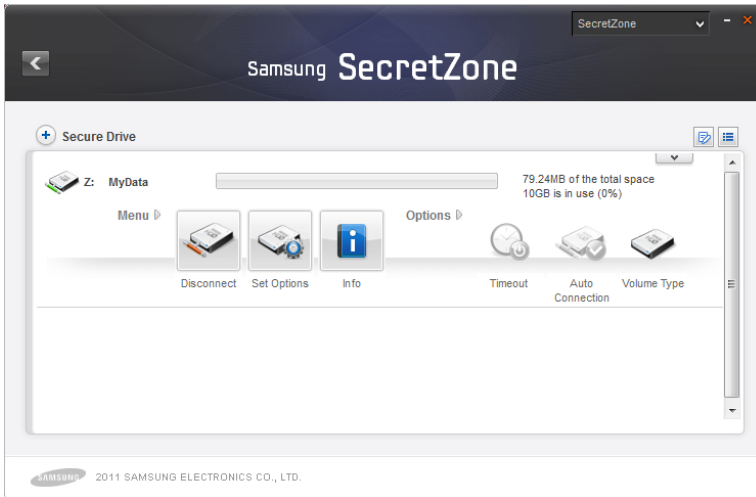 SecretZone
Samsung SecretZone
Secure Drive
Z: MyData
79.24MB of the total space
10GB is in use (0%)
Menu
Options
Disconnect
Set Options
Info
Timeout
Auto
Connection
Volume Type
SAMSUNG 2011 SAMSUNG ELECTRONICS CO., LTD.